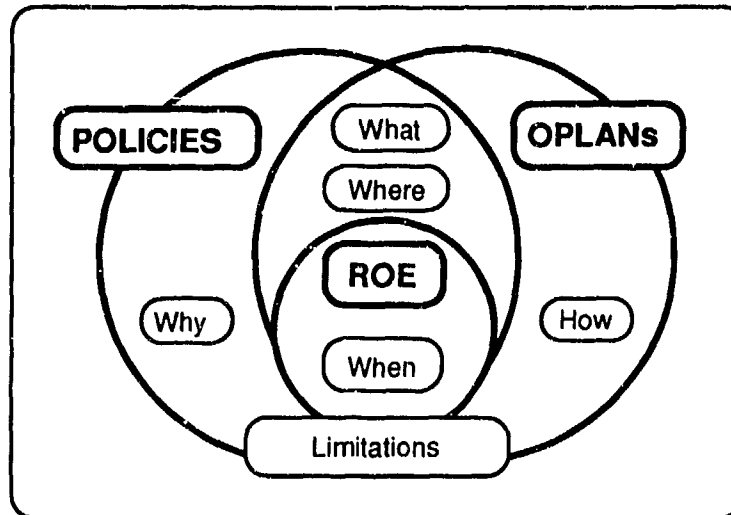 POLICIES
OPLANs
What
Where
ROE
Why
How
When
Limitations